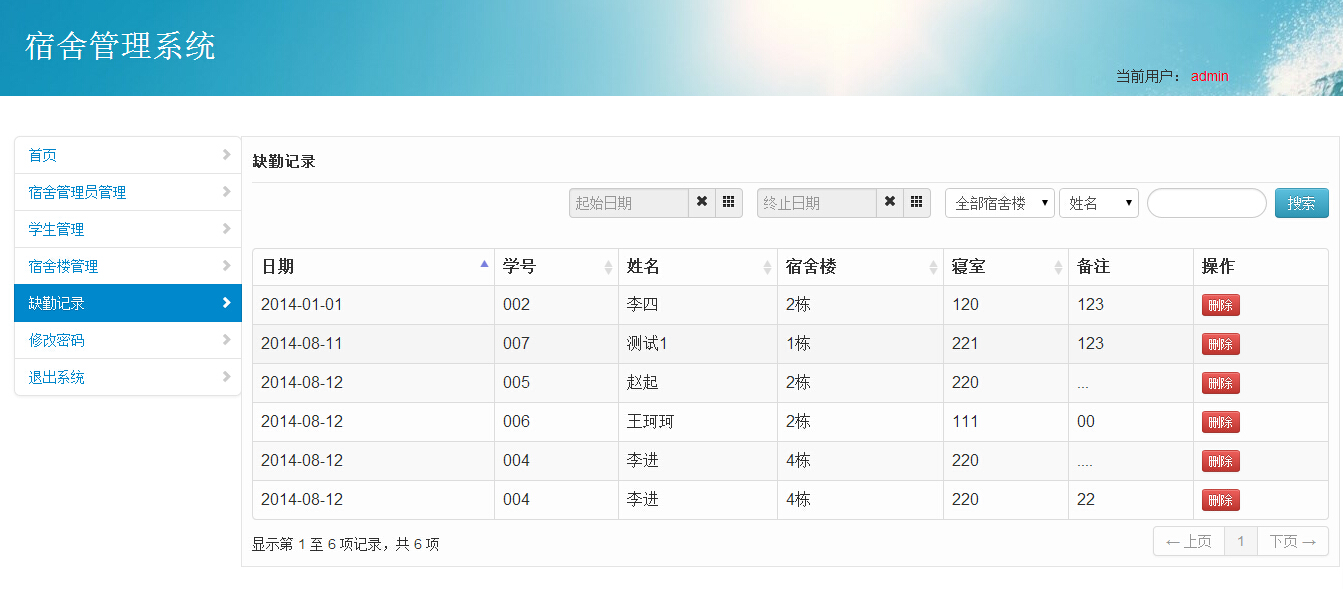 宿舍管理系统
当前用户： admin
首页
宿舍管理员管理
学生管理
宿舍楼管理
缺勤记录
修改密码
退出系统
缺勤记录
起始日期 终止日期 全部宿舍楼 姓名 搜索
日期 学号 姓名 宿舍楼 寝室 备注 操作
2014-01-01 002 李四 2栋 120 123 删除
2014-08-11 007 测试1 1栋 221 123 删除
2014-08-12 005 赵起 2栋 220 ... 删除
2014-08-12 006 王珂珂 2栋 111 00 删除
2014-08-12 004 李进 4栋 220 .... 删除
2014-08-12 004 李进 4栋 220 22 删除
显示第 1 至 6 项记录，共 6 项
← 上页 1 下页 →